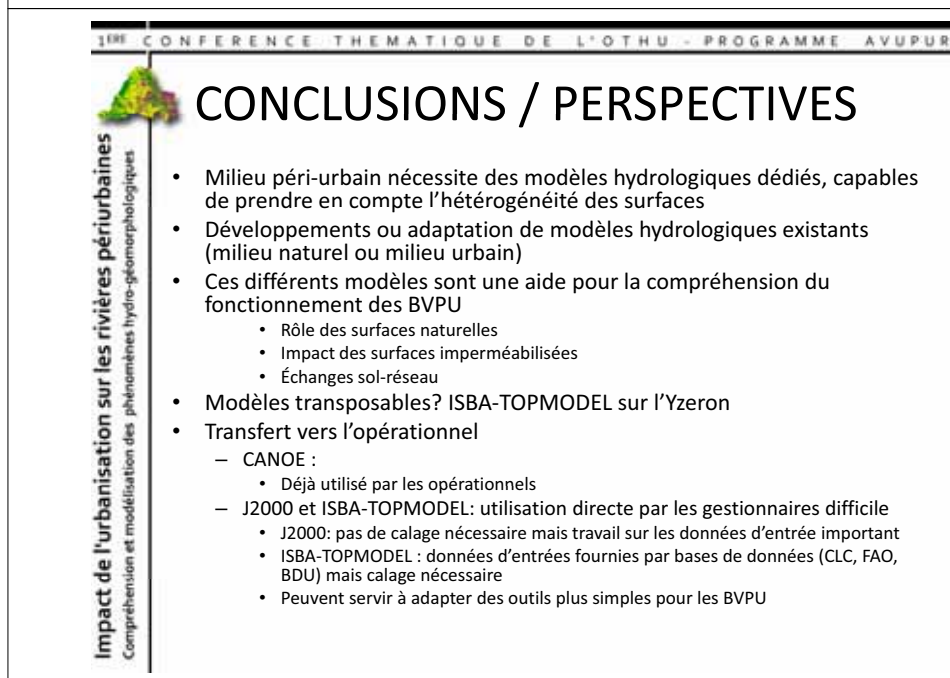 1ERE CONFERENCE THEMATIQUE DE L'OTHU - PROGRAMME AVUPUR
CONCLUSIONS / PERSPECTIVES
Impact de l'urbanisation sur les rivières périurbaines
Compréhension et modélisation des phénomènes hydro-géomorphologiques
• Milieu péri-urbain nécessite des modèles hydrologiques dédiés, capables
de prendre en compte l'hétérogénéité des surfaces
• Développements ou adaptation de modèles hydrologiques existants
(milieu naturel ou milieu urbain)
• Ces différents modèles sont une aide pour la compréhension du
fonctionnement des BVPU
• Rôle des surfaces naturelles
• Impact des surfaces imperméabilisées
• Échanges sol-réseau
• Modèles transposables? ISBA-TOPMODEL sur l'Yzeron
• Transfert vers l'opérationnel
– CANOE :
• Déjà utilisé par les opérationnels
– J2000 et ISBA-TOPMODEL: utilisation directe par les gestionnaires difficile
• J2000: pas de calage nécessaire mais travail sur les données d'entrée important
• ISBA-TOPMODEL : données d'entrées fournies par bases de données (CLC, FAO,
BDU) mais calage nécessaire
• Peuvent servir à adapter des outils plus simples pour les BVPU